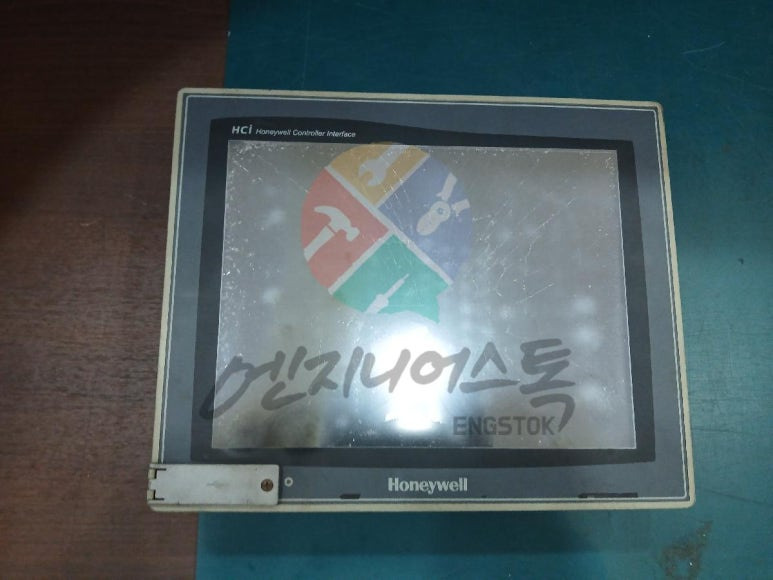 HCi Honeywell Controller Interface
엔지니어스톡
ENGSTOK
Honeywell